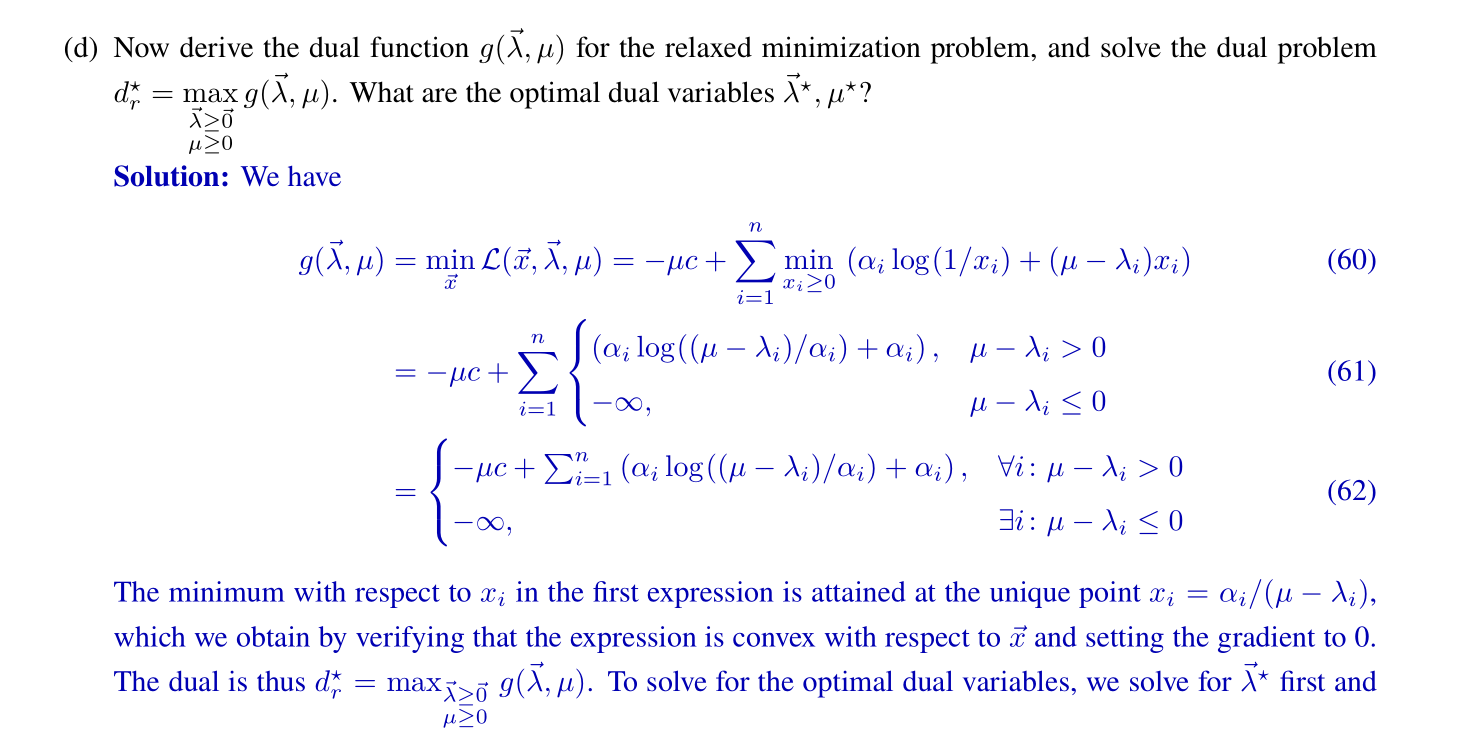 (d) Now derive the dual function $g(\vec{\lambda}, \mu)$ for the relaxed minimization problem, and solve the dual problem
$d_r^\star = \max_{\substack{\vec{\lambda} \geq \vec{0} \\ \mu \geq 0}} g(\vec{\lambda}, \mu)$. What are the optimal dual variables $\vec{\lambda}^\star, \mu^\star$?
Solution: We have
$g(\vec{\lambda}, \mu) = \min_{\vec{x}} \mathcal{L}(\vec{x}, \vec{\lambda}, \mu) = -\mu c + \sum_{i=1}^{n} \min_{x_i \geq 0} (\alpha_i \log(1/x_i) + (\mu - \lambda_i) x_i)$ (60)
$= -\mu c + \sum_{i=1}^{n} \begin{cases} (\alpha_i \log((\mu - \lambda_i)/\alpha_i) + \alpha_i), & \mu - \lambda_i > 0 \\ -\infty, & \mu - \lambda_i \leq 0 \end{cases}$ (61)
$= \begin{cases} -\mu c + \sum_{i=1}^{n} (\alpha_i \log((\mu - \lambda_i)/\alpha_i) + \alpha_i), & \forall i \colon \mu - \lambda_i > 0 \\ -\infty, & \exists i \colon \mu - \lambda_i \leq 0 \end{cases}$ (62)
The minimum with respect to $x_i$ in the first expression is attained at the unique point $x_i = \alpha_i/(\mu - \lambda_i)$,
which we obtain by verifying that the expression is convex with respect to $\vec{x}$ and setting the gradient to 0.
The dual is thus $d_r^\star = \max_{\substack{\vec{\lambda} \geq \vec{0} \\ \mu \geq 0}} g(\vec{\lambda}, \mu)$. To solve for the optimal dual variables, we solve for $\vec{\lambda}^\star$ first and